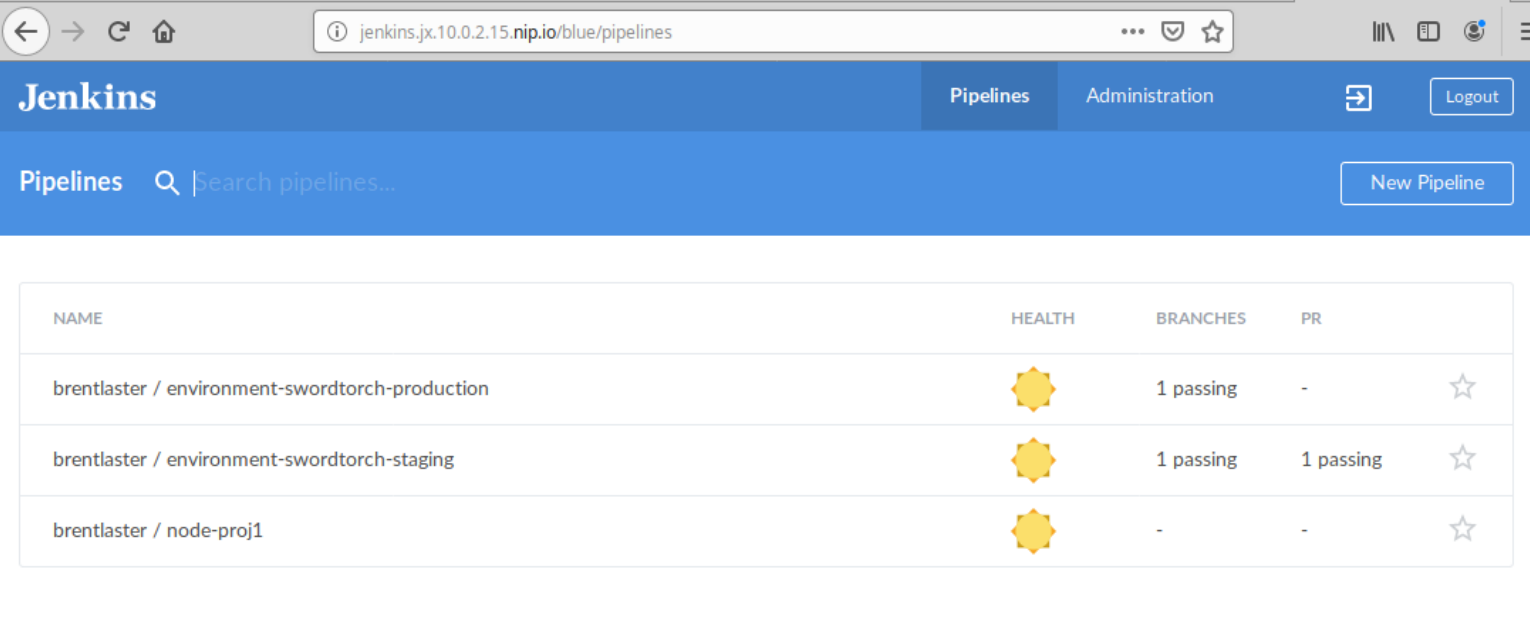 jenkins.jx.10.0.2.15.nip.io/blue/pipelines
Jenkins Pipelines Administration Logout
Pipelines Search pipelines... New Pipeline
NAME HEALTH BRANCHES PR
brentlaster / environment-swordtorch-production 1 passing -
brentlaster / environment-swordtorch-staging 1 passing 1 passing
brentlaster / node-proj1 - -